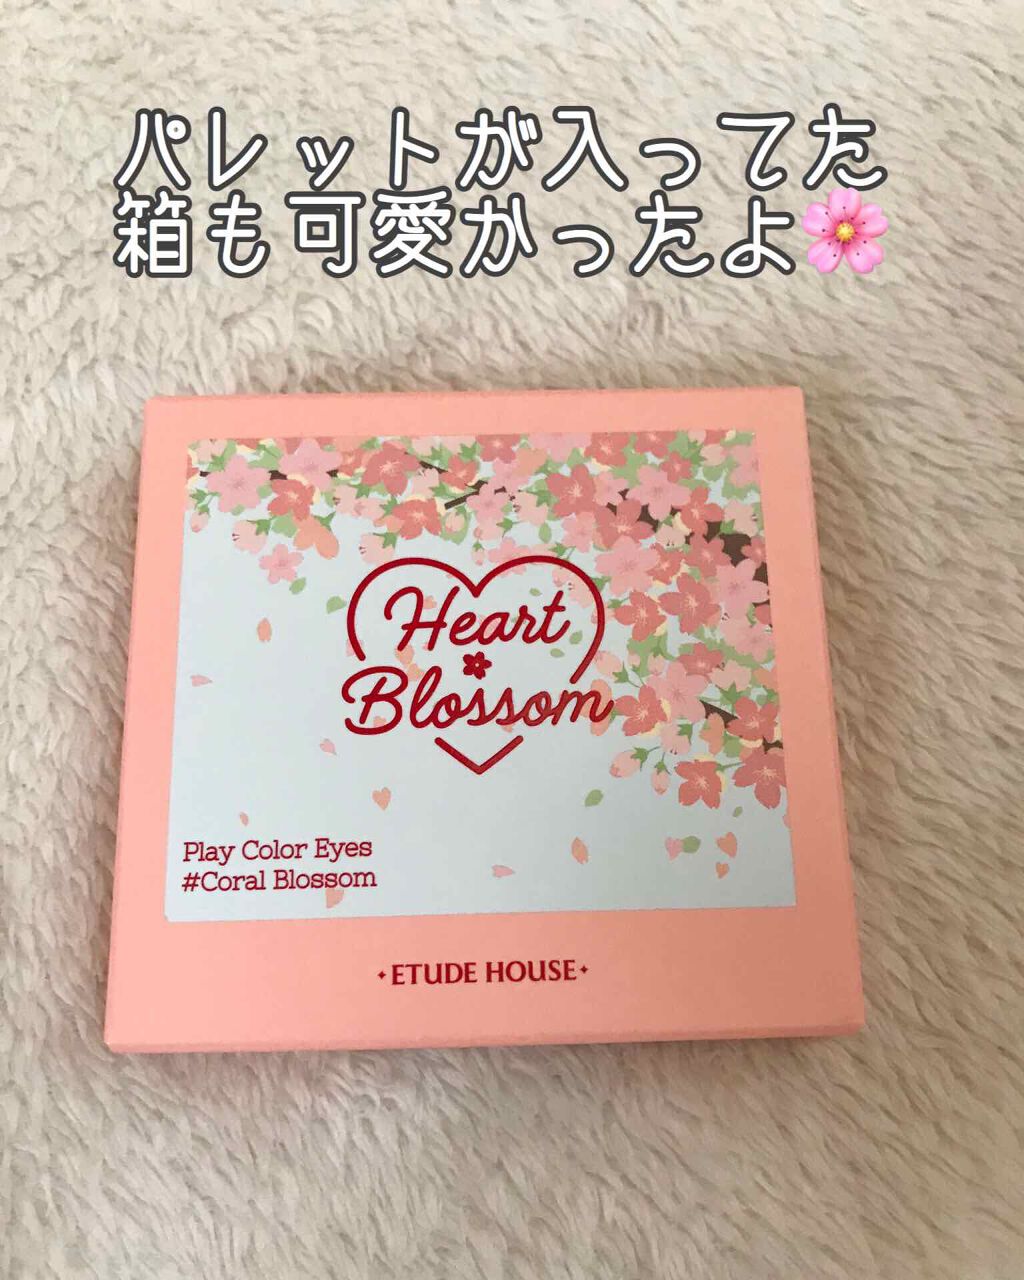 パレットが入ってた
箱も可愛かったよ🌸
Heart
Blossom
Play Color Eyes
#Coral Blossom
ETUDE HOUSE